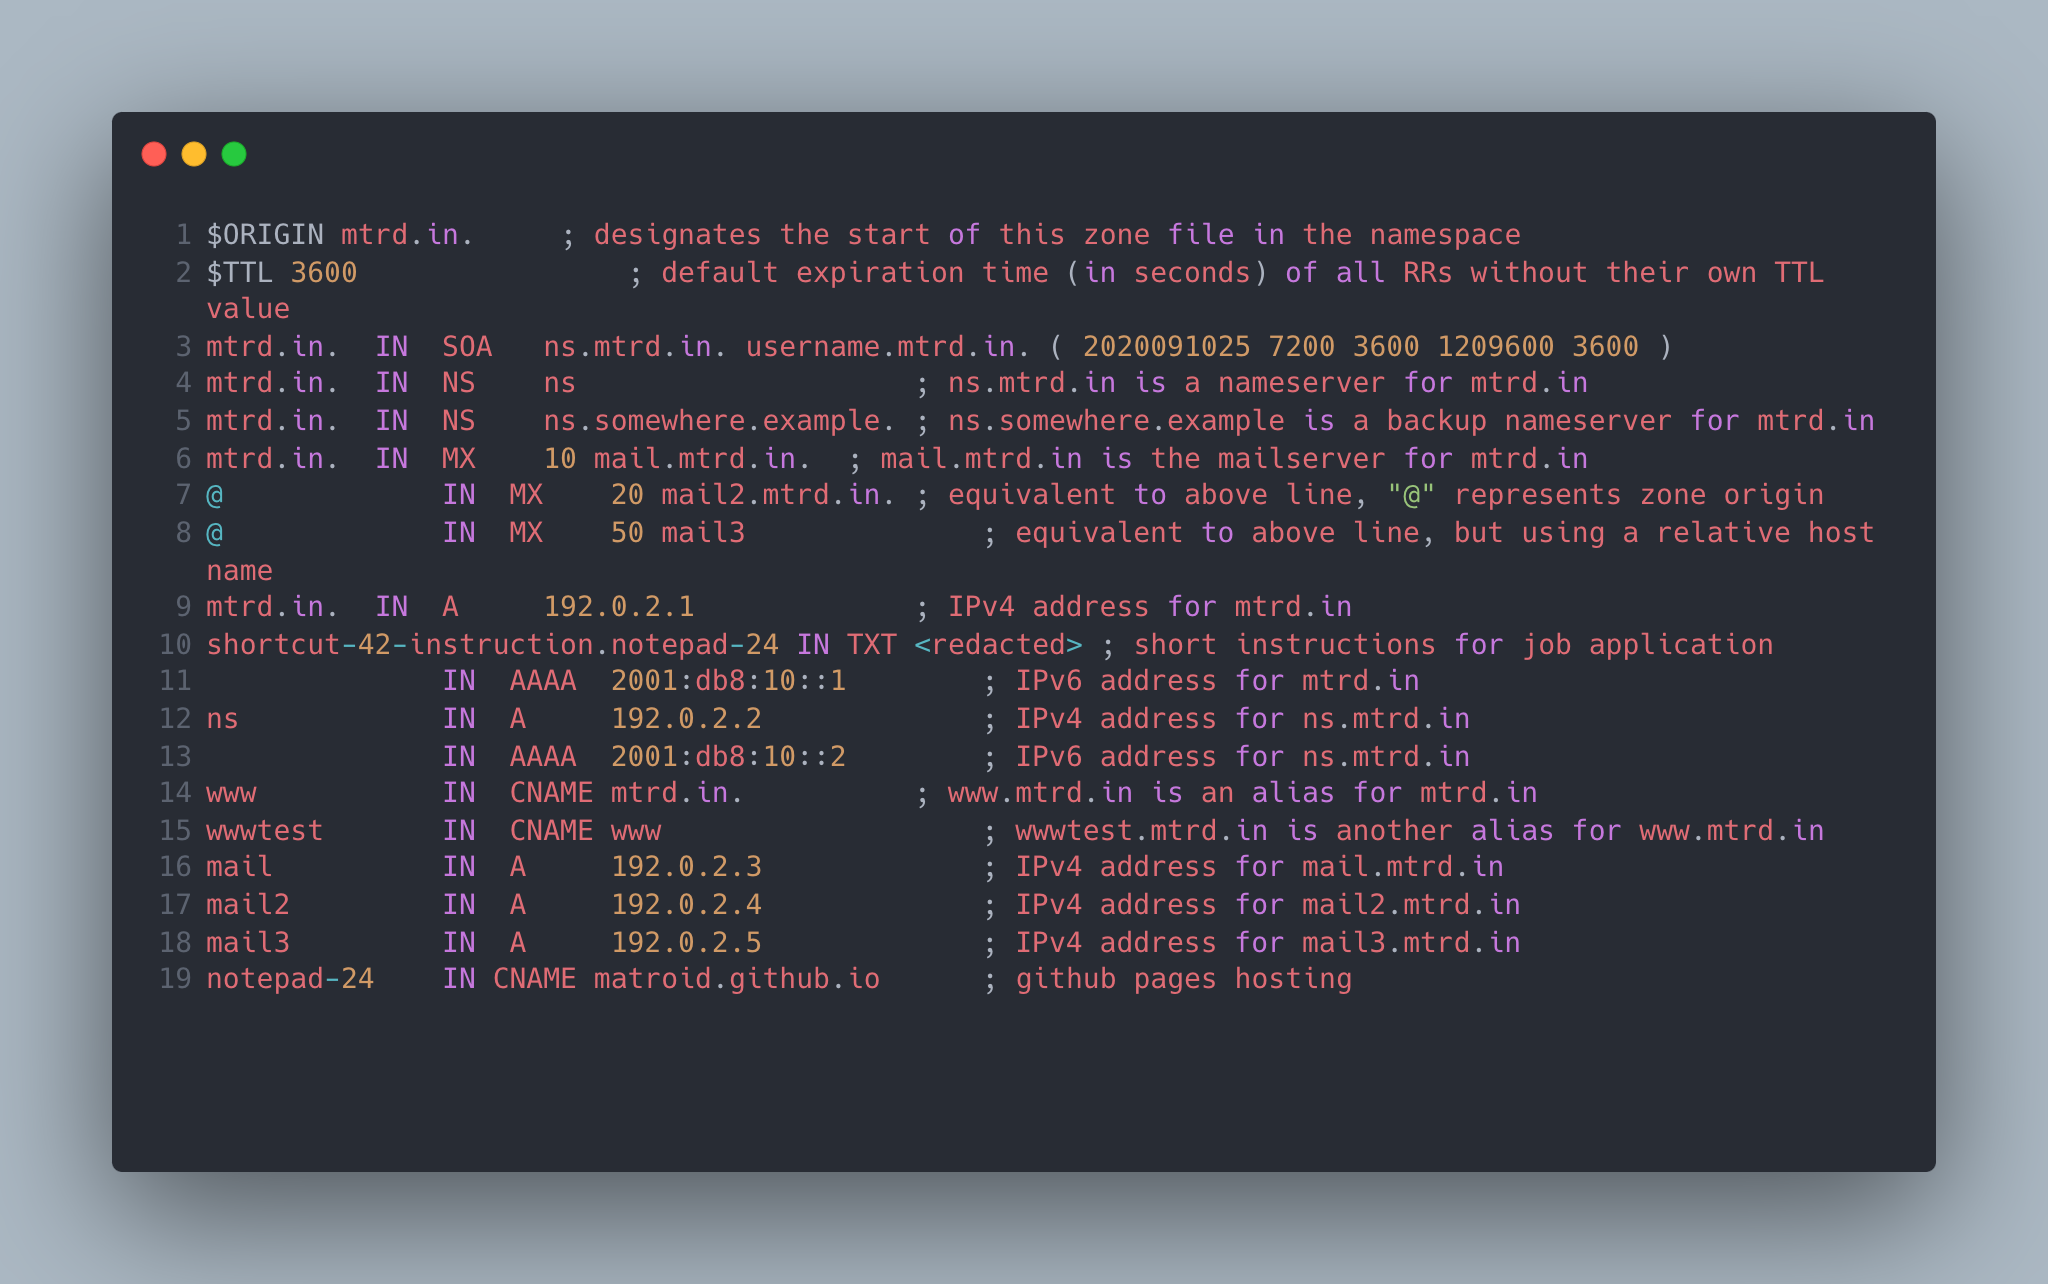 1 $ORIGIN mtrd.in.     ; designates the start of this zone file in the namespace
2 $TTL 3600                ; default expiration time (in seconds) of all RRs without their own TTL
value
3 mtrd.in.  IN  SOA   ns.mtrd.in. username.mtrd.in. ( 2020091025 7200 3600 1209600 3600 )
4 mtrd.in.  IN  NS    ns                    ; ns.mtrd.in is a nameserver for mtrd.in
5 mtrd.in.  IN  NS    ns.somewhere.example. ; ns.somewhere.example is a backup nameserver for mtrd.in
6 mtrd.in.  IN  MX    10 mail.mtrd.in.  ; mail.mtrd.in is the mailserver for mtrd.in
7 @             IN  MX    20 mail2.mtrd.in. ; equivalent to above line, "@" represents zone origin
8 @             IN  MX    50 mail3              ; equivalent to above line, but using a relative host
name
9 mtrd.in.  IN  A     192.0.2.1             ; IPv4 address for mtrd.in
10 shortcut-42-instruction.notepad-24 IN TXT <redacted> ; short instructions for job application
11               IN  AAAA  2001:db8:10::1        ; IPv6 address for mtrd.in
12 ns            IN  A     192.0.2.2             ; IPv4 address for ns.mtrd.in
13               IN  AAAA  2001:db8:10::2        ; IPv6 address for ns.mtrd.in
14 www           IN  CNAME mtrd.in.          ; www.mtrd.in is an alias for mtrd.in
15 wwwtest       IN  CNAME www                   ; wwwtest.mtrd.in is another alias for www.mtrd.in
16 mail          IN  A     192.0.2.3             ; IPv4 address for mail.mtrd.in
17 mail2         IN  A     192.0.2.4             ; IPv4 address for mail2.mtrd.in
18 mail3         IN  A     192.0.2.5             ; IPv4 address for mail3.mtrd.in
19 notepad-24    IN CNAME matroid.github.io      ; github pages hosting